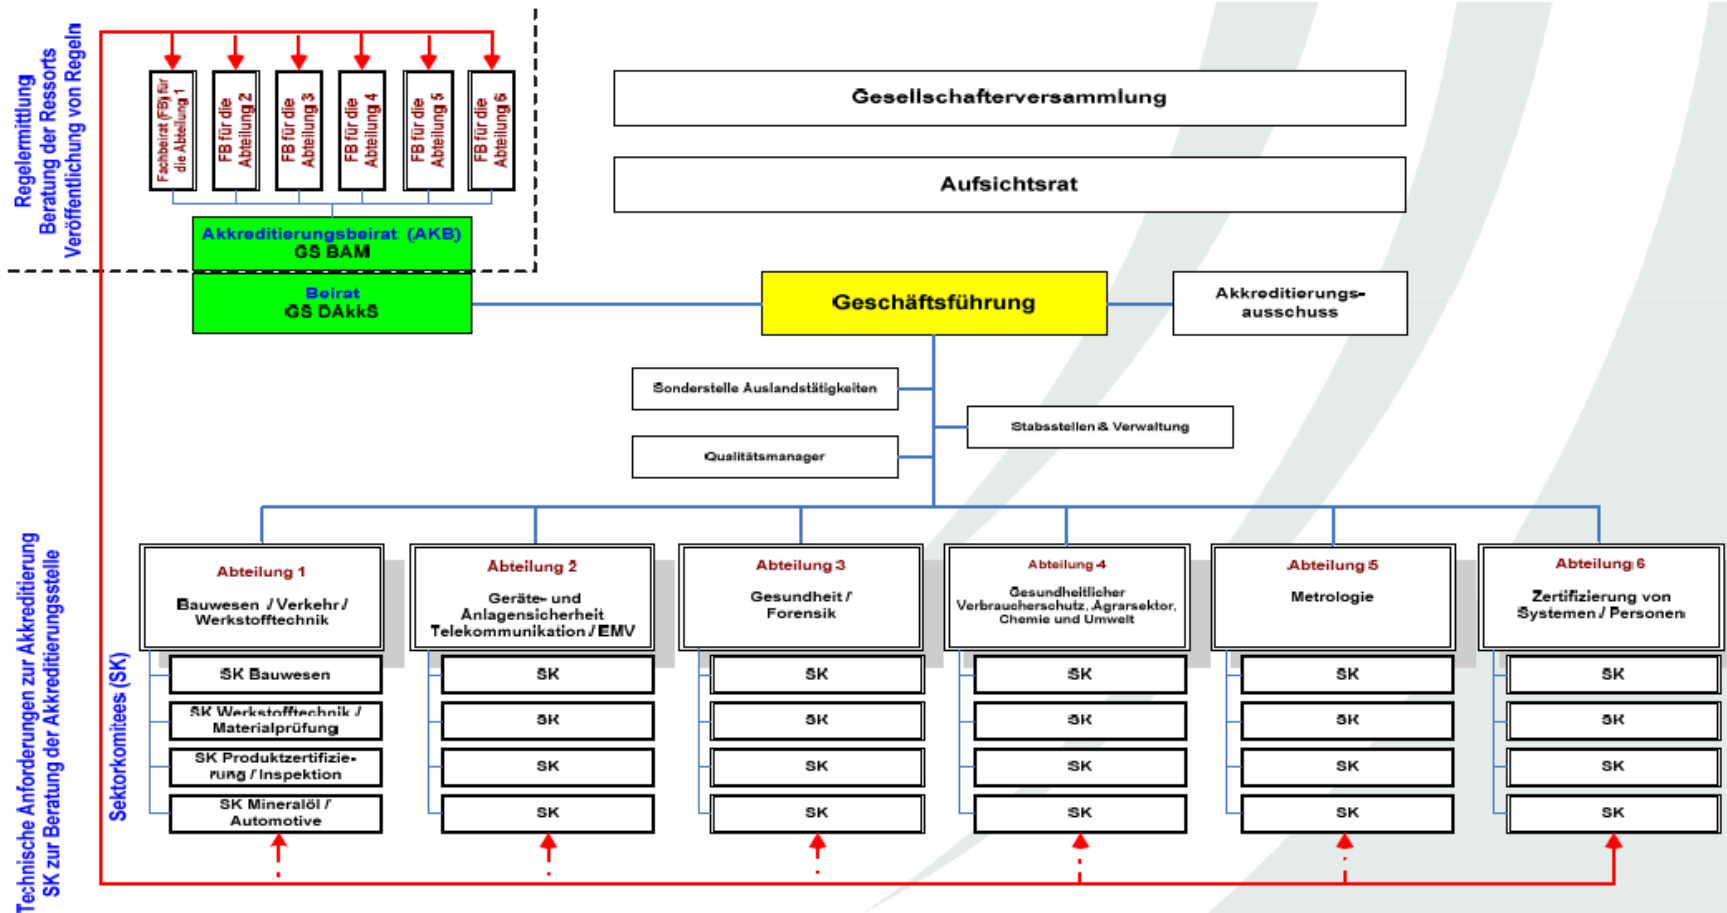 Regelermittlung
Beratung der Ressorts
Veröffentlichung von Regeln
Fachbeirat (FB) für
die Abteilung 1
FB für die
Abteilung 2
FB für die
Abteilung 3
FB für die
Abteilung 4
FB für die
Abteilung 5
FB für die
Abteilung 6
Akkreditierungsbeirat (AKB)
GS BAM
Beirat
GS DAkkS
Gesellschafterversammlung
Aufsichtsrat
Geschäftsführung
Akkreditierungs-
ausschuss
Sonderstelle Auslandstätigkeiten
Stabsstellen & Verwaltung
Qualitätsmanager
Technische Anforderungen zur Akkreditierung
SK zur Beratung der Akkreditierungsstelle
Sektorkomitees (SK)
Abteilung 1
Bauwesen / Verkehr /
Werkstofftechnik
SK Bauwesen
SK Werkstofftechnik /
Materialprüfung
SK Produktzertifizie-
rung / Inspektion
SK Mineralöl /
Automotive
Abteilung 2
Geräte- und
Anlagensicherheit
Telekommunikation / EMV
SK
SK
SK
SK
Abteilung 3
Gesundheit /
Forensik
SK
SK
SK
SK
Abteilung 4
Gesundheitlicher
Verbraucherschutz, Agrarsektor,
Chemie und Umwelt
SK
SK
SK
SK
Abteilung 5
Metrologie
SK
SK
SK
SK
Abteilung 6
Zertifizierung von
Systemen / Personen
SK
SK
SK
SK